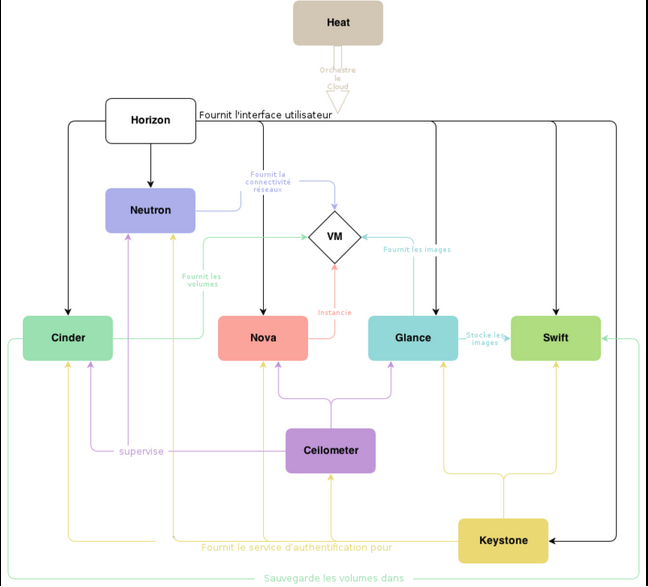 Heat
Orchestre
le
Cloud
Horizon
Fournit l'interface utilisateur
Fournit la
connectivité
réseaux
Neutron
VM
Fournit les images
Fournit les
volumes
Instancie
Cinder
Nova
Glance
Stocke les
images
Swift
Ceilometer
supervise
Keystone
Fournit le service d'authentification pour
Sauvegarde les volumes dans